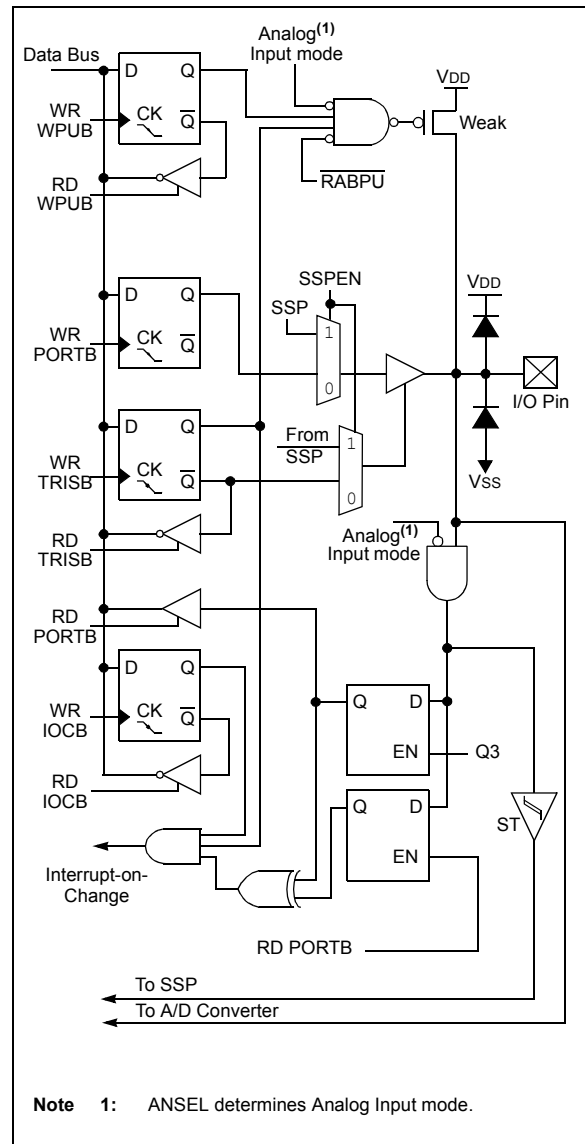 Analog(1)
Input mode
Data Bus
D Q
VDD
WR
WPUB
CK Q
Weak
RD
WPUB
RABPU
SSPEN
D Q
SSP
VDD
1
WR
PORTB
CK Q
0
I/O Pin
D Q
From
SSP
1
WR
TRISB
CK Q
VSS
0
Analog(1)
Input mode
RD
TRISB
RD
PORTB
D Q
Q D
WR
IOCB
CK Q
EN
Q3
RD
IOCB
Q D
ST
EN
Interrupt-on-
Change
RD PORTB
To SSP
To A/D Converter
Note 1: ANSEL determines Analog Input mode.